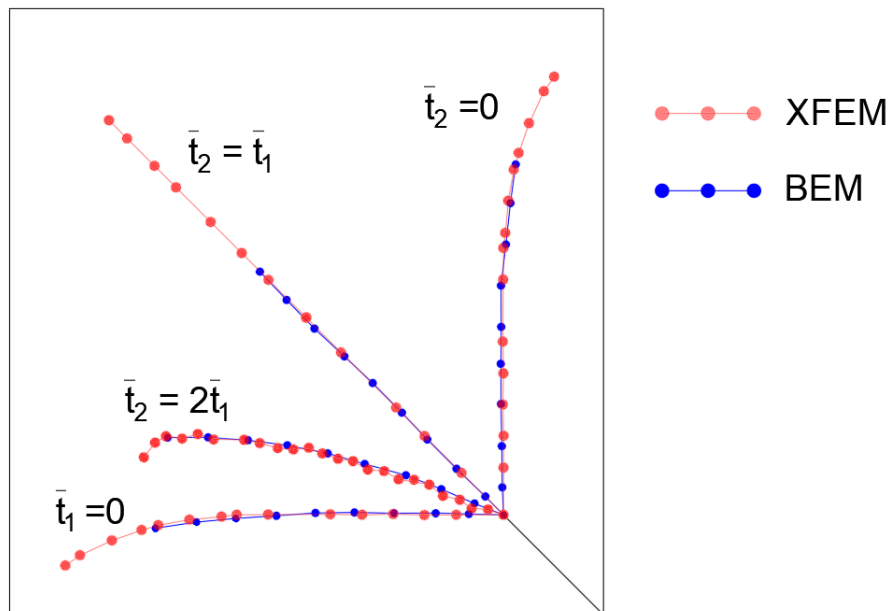 t̄₂ =0
XFEM
t̄₂ = t̄₁
BEM
t̄₂ = 2t̄₁
t̄₁ =0